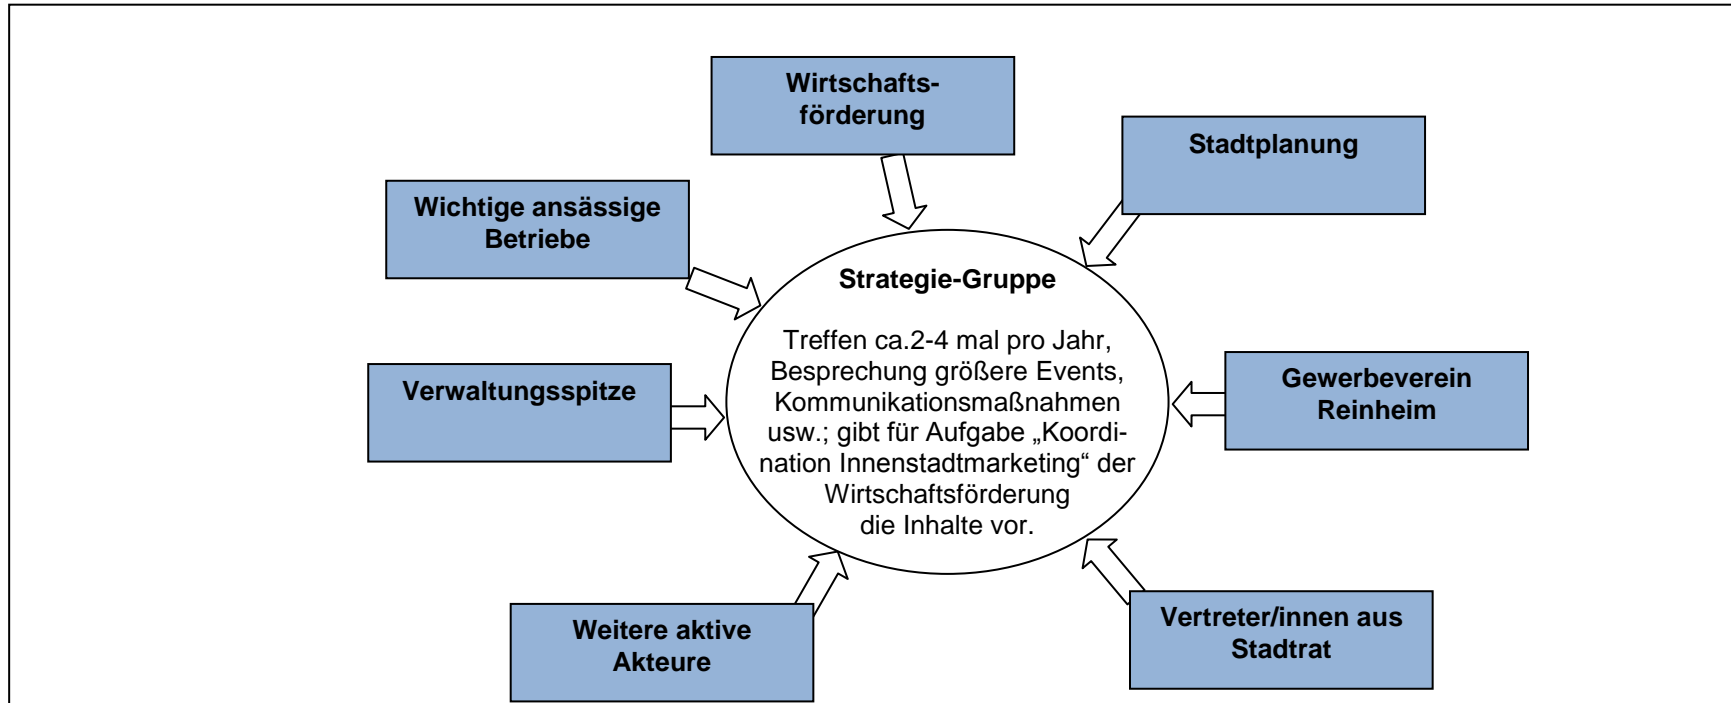 Wirtschafts-
förderung
Stadtplanung
Wichtige ansässige
Betriebe
Strategie-Gruppe
Treffen ca.2-4 mal pro Jahr,
Besprechung größere Events,
Kommunikationsmaßnahmen
usw.; gibt für Aufgabe „Koordi-
nation Innenstadtmarketing“ der
Wirtschaftsförderung
die Inhalte vor.
Verwaltungsspitze
Gewerbeverein
Reinheim
Weitere aktive
Akteure
Vertreter/innen aus
Stadtrat